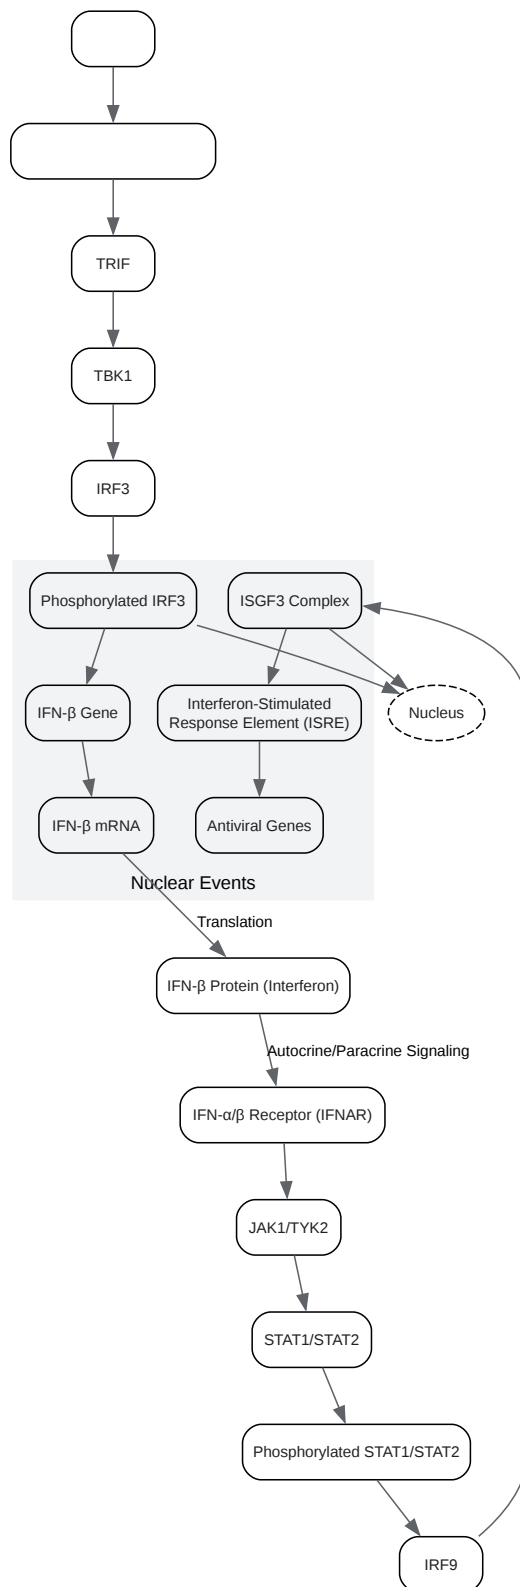 TRIF
TBK1
IRF3
Phosphorylated IRF3
ISGF3 Complex
IFN-β Gene
Interferon-Stimulated
Response Element (ISRE)
Nucleus
IFN-β mRNA
Antiviral Genes
Nuclear Events
Translation
IFN-β Protein (Interferon)
Autocrine/Paracrine Signaling
IFN-α/β Receptor (IFNAR)
JAK1/TYK2
STAT1/STAT2
Phosphorylated STAT1/STAT2
IRF9